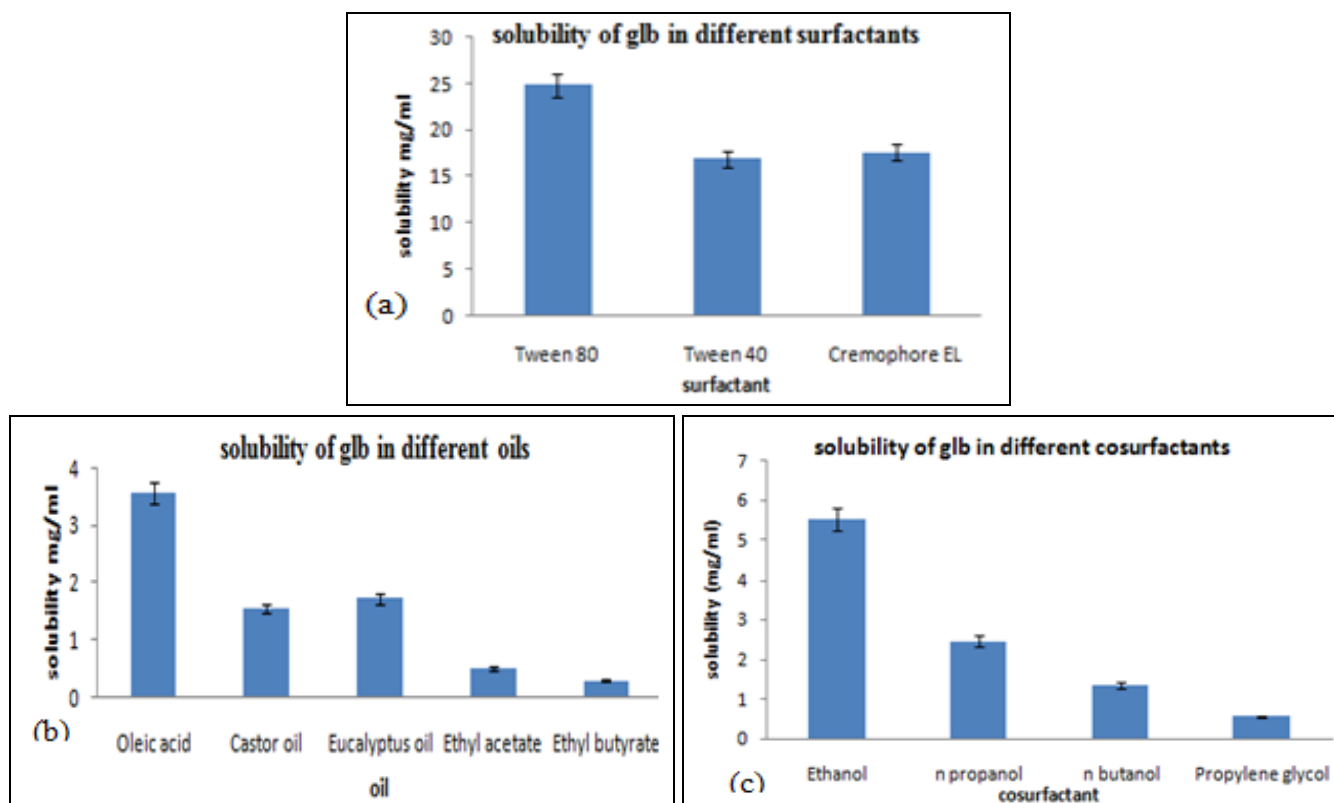 solubility of glb in different surfactants
30
25
20
15
10
5
0
solubility mg/ml
(a)
Tween 80 Tween 40 Cremophore EL
surfactant
solubility of glb in different oils
4
3
2
1
0
solubility mg/ml
(b)
Oleic acid Castor oil Eucalyptus oil Ethyl acetate Ethyl butyrate
oil
solubility of glb in different cosurfactants
7
6
5
4
3
2
1
0
solubility (mg/ml)
(c)
Ethanol n propanol n butanol Propylene glycol
cosurfactant